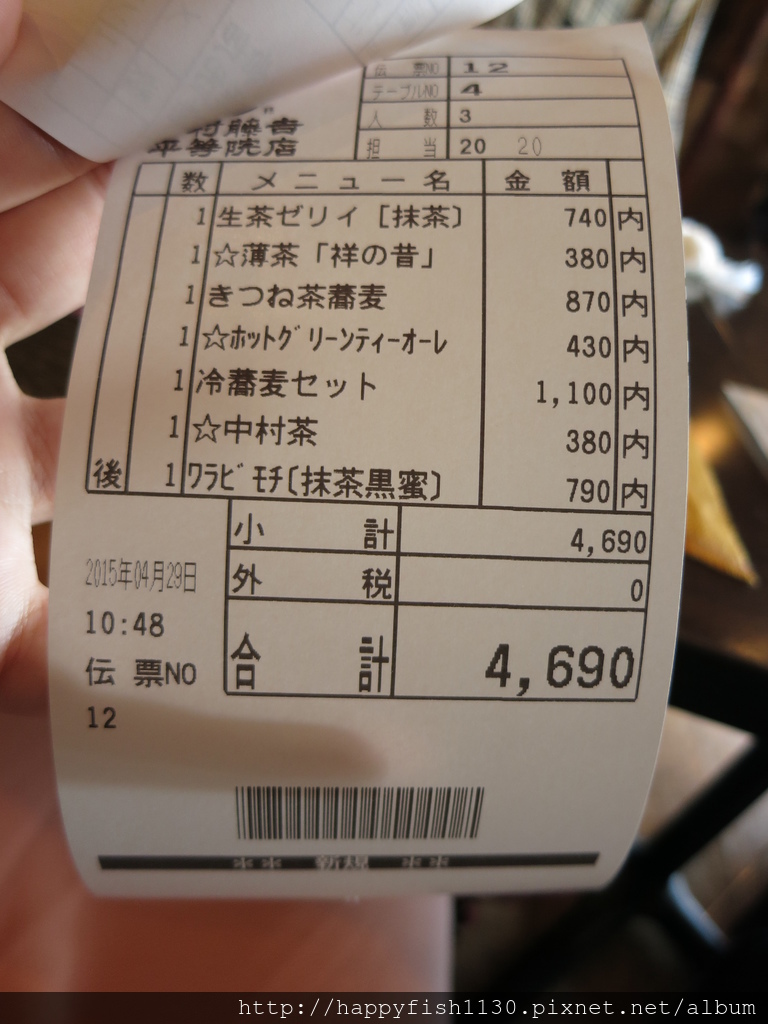 伝票NO 12
テーブルNO 4
人数 3
担当 20 20
村藤吉
平等院店
数 メニュー名 金額
1 生茶ゼリイ〔抹茶〕 740 内
1 ☆薄茶「祥の昔」 380 内
1 きつね茶蕎麦 870 内
1 ☆ホットグリーンティーオーレ 430 内
1 冷蕎麦セット 1,100 内
1 ☆中村茶 380 内
後 1 ワラビモチ〔抹茶黒蜜〕 790 内
小計 4,690
外税 0
合計 4,690
2015年04月29日
10:48
伝票NO
12
** 新規 **
http://happyfish1130.pixnet.net/album